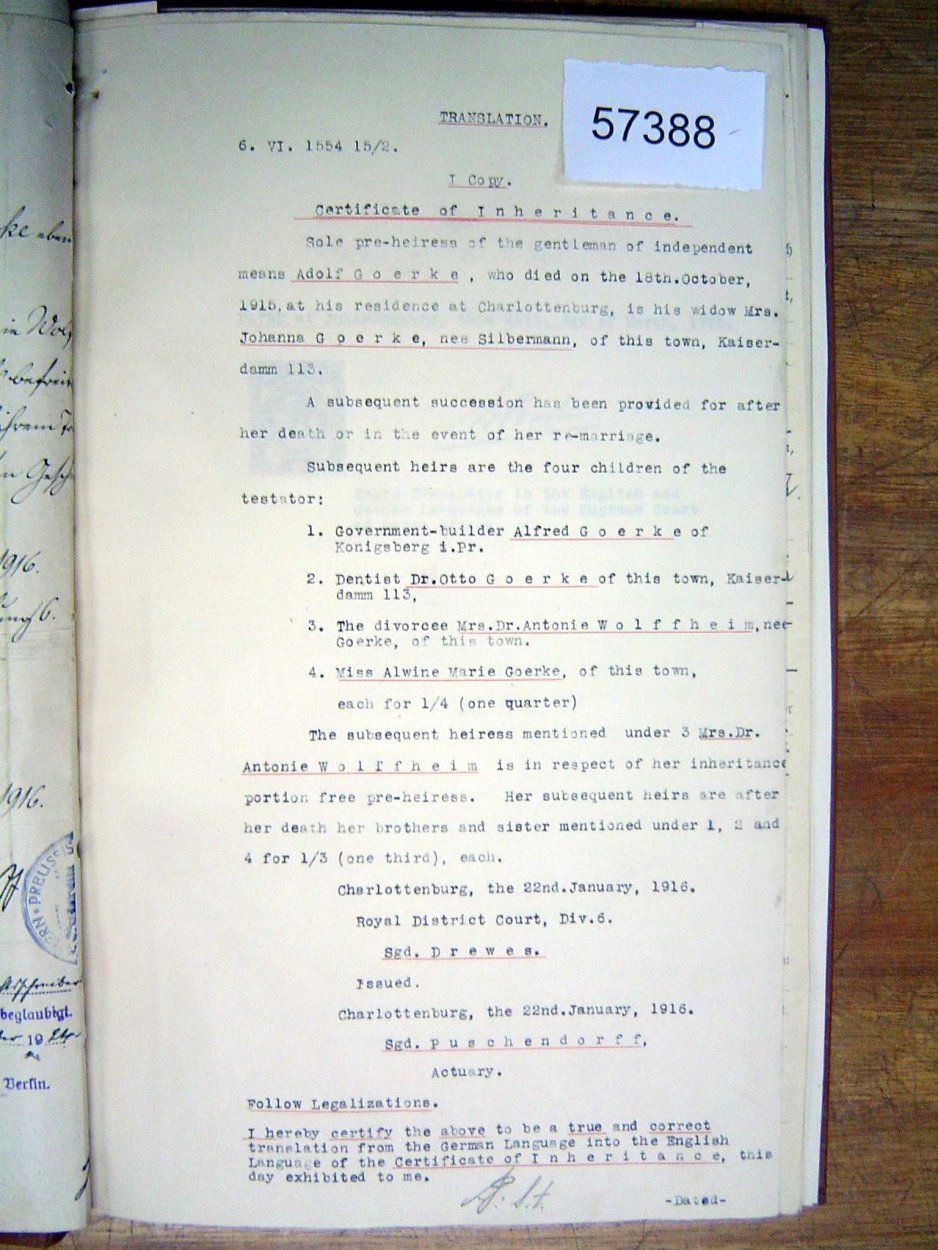 57388
TRANSLATION.
6. VI. 1554 15/2.
I Copy.
Certificate of I n h e r i t a n c e.
Sole pre-heiress of the gentleman of independent
means Adolf G o e r k e , who died on the 18th.October,
1915,at his residence at Charlottenburg, is his widow Mrs.
Johanna G o e r k e, nee Silbermann, of this town, Kaiser-
damm 113.
A subsequent succession has been provided for after
her death or in the event of her re-marriage.
Subsequent heirs are the four children of the
testator:
1. Government-builder Alfred G o e r k e of
Konigsberg i.Pr.
2. Dentist Dr.Otto G o e r k e of this town, Kaiser-
damm 113,
3. The divorcee Mrs.Dr.Antonie W o l f f h e i m,nee
Goerke, of this town.
4. Miss Alwine Marie Goerke, of this town,
each for 1/4 (one quarter)
The subsequent heiress mentioned under 3 Mrs.Dr.
Antonie W o l f f h e i m is in respect of her inheritance
portion free pre-heiress. Her subsequent heirs are after
her death her brothers and sister mentioned under 1, 2 and
4 for 1/3 (one third), each.
Charlottenburg, the 22nd.January, 1916.
Royal District Court, Div.6.
Sgd. D r e w e s.
Issued.
Charlottenburg, the 22nd.January, 1916.
Sgd. P u s c h e n d o r f f,
Actuary.
Follow Legalizations.
I hereby certify the above to be a true and correct
translation from the German Language into the English
Language of the Certificate of I n h e r i t a n c e, this
day exhibited to me.
-Dated-
1916.
1916.
PREUSS
beglaubigt.
19 24
Berlin.